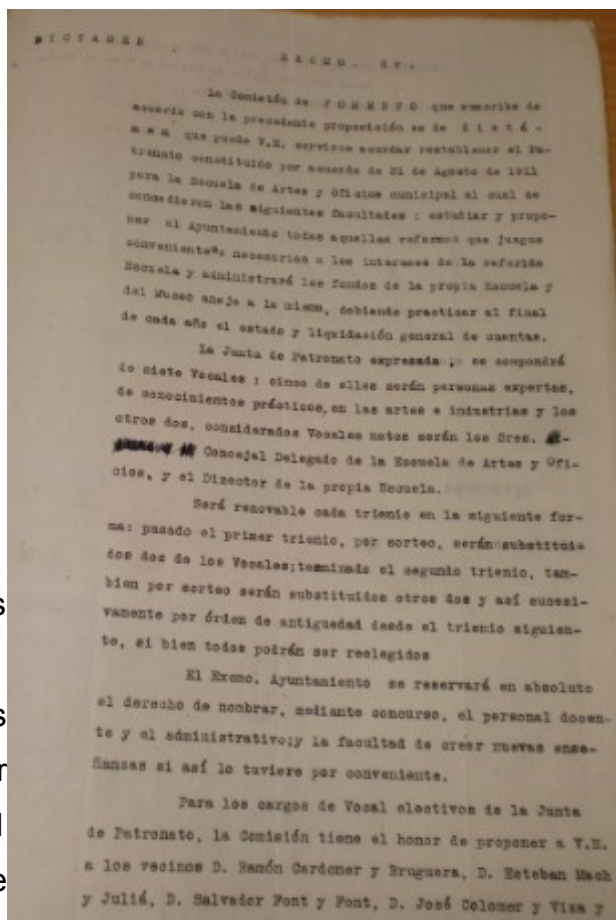 DICTAMEN . EXCMO. SR.
La Comisión de FOMENTO que suscribe de
acuerdo con la precedente proposición es de dictá-
men que puede V.E. servirse acordar restablecer el Pa-
tronato constituido por acuerdo de 31 de Agosto de 1911
para la Escuela de Artes y Oficios municipal al cual se
concedieron las siguientes facultades : estudiar y propo-
ner al Ayuntamiento todas aquellas reformas que juzgue
convenientes necesarias a los intereses de la referida
Escuela y administrará los fondos de la propia Escuela y
del Museo anejo a la misma, debiendo practicar al final
de cada año el estado y liquidación general de cuentas.
La Junta de Patronato expresada , se compondrá
de siete Vocales : cinco de ellos serán personas expertas,
de conocimientos prácticos, en las artes e industrias y los
otros dos, considerados Vocales natos serán los Sres.
Concejal Delegado de la Escuela de Artes y Ofi-
cios, y el Director de la propia Escuela.
Será renovable cada trienio en la siguiente for-
ma: pasado el primer trienio, por sorteo, serán substitui
dos dos de los Vocales; terminado el segundo trienio, tam-
bien por sorteo serán substituidos otros dos y así sucesi-
vamente por órden de antiguedad desde el trienio siguien-
te, si bien todos podrán ser reelegidos
El Excmo. Ayuntamiento se reservará en absoluto
el derecho de nombrar, mediante concurso, el personal docen-
te y el administrativo;y la facultad de crear nuevas ense-
ñanzas si así lo tuviere por conveniente.
Para los cargos de Vocal electivos de la Junta
de Patronato, la Comisión tiene el honor de proponer a V.E.
a los vecinos D. Ramón Cardoner y Bruguera, D. Esteban Mach
y Juliá, D. Salvador Font y Font, D. José Colomer y Viza y